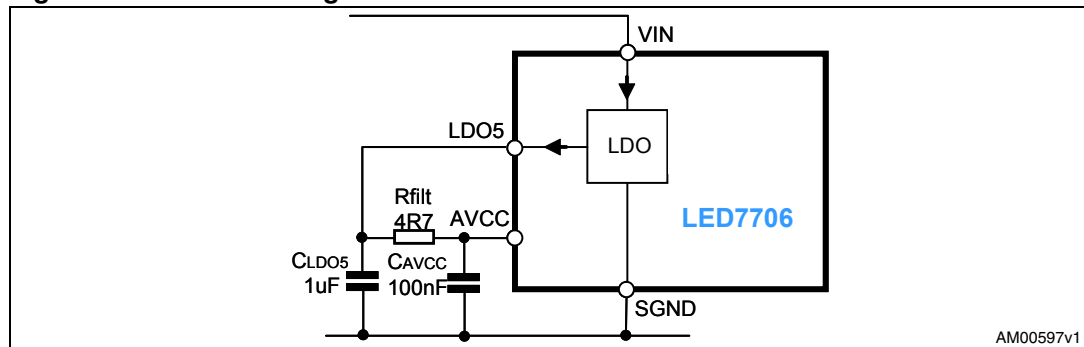 VIN
LDO5
LDO
Rfilt
4R7
AVCC
LED7706
CLDO5
1uF
CAVCC
100nF
SGND
AM00597v1